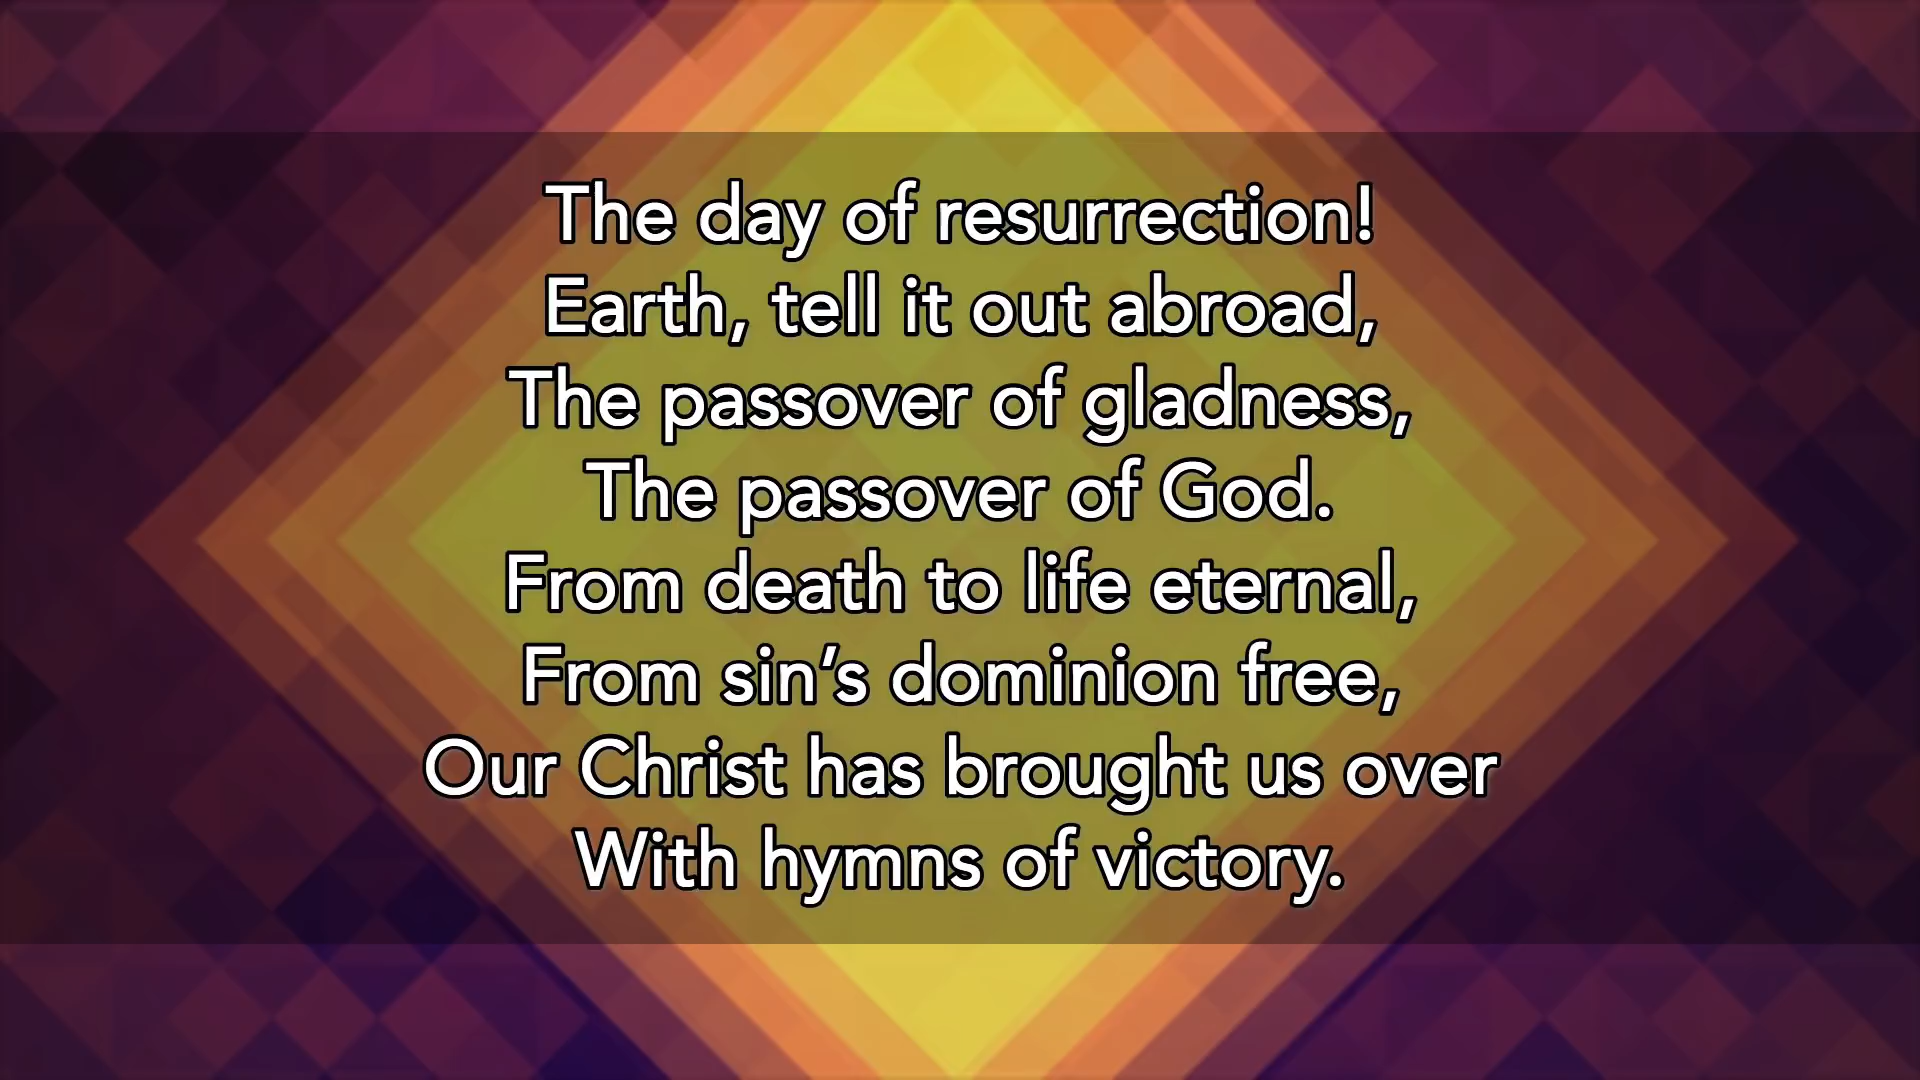 The day of resurrection!
Earth, tell it out abroad,
The passover of gladness,
The passover of God.
From death to life eternal,
From sin’s dominion free,
Our Christ has brought us over
With hymns of victory.